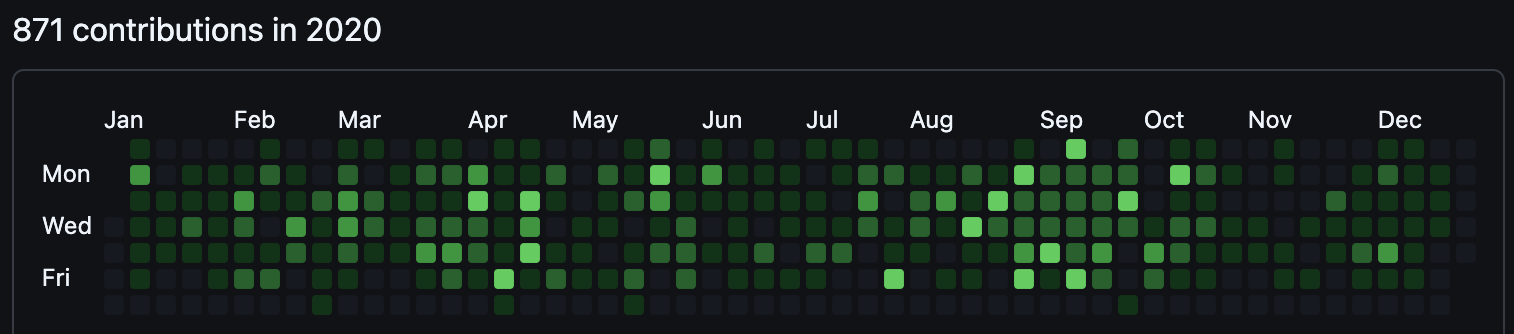 871 contributions in 2020
Jan Feb Mar Apr May Jun Jul Aug Sep Oct Nov Dec
Mon
Wed
Fri